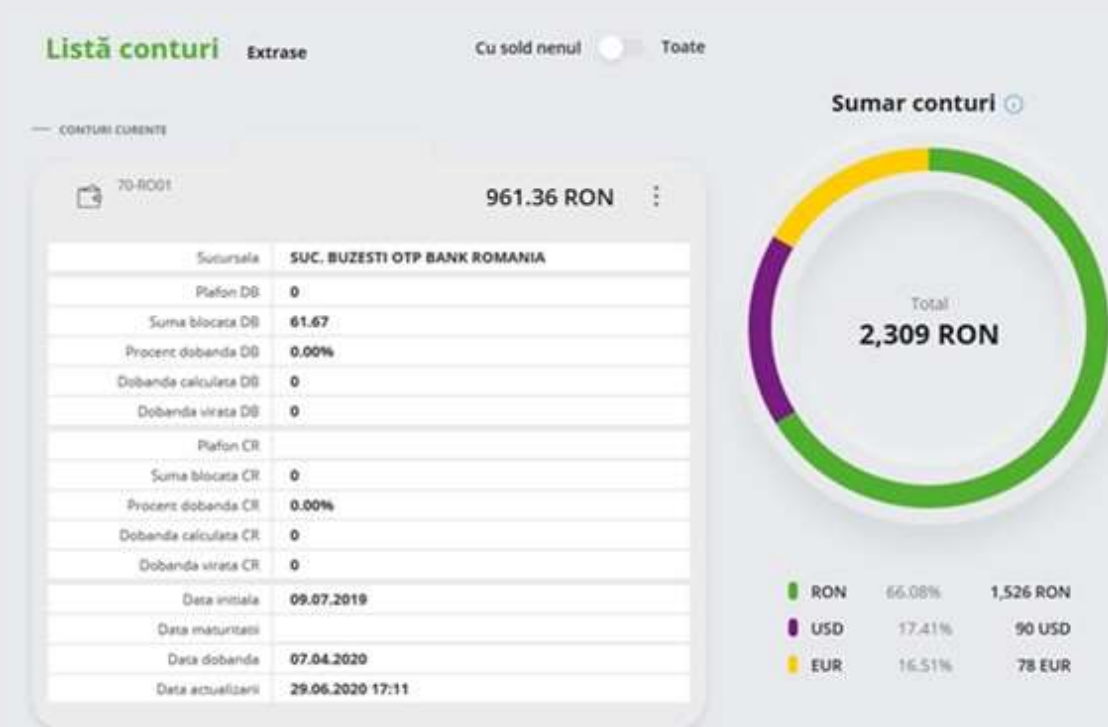 Listă conturi Extrase Cu sold nenul Toate
CONTURI CURENTE
70-RO01 961.36 RON
Sucursala SUC. BUZESTI OTP BANK ROMANIA
Plafon DB 0
Suma blocata DB 61.67
Procent dobanda DB 0.00%
Dobanda calculata DB 0
Dobanda virata DB 0
Plafon CR
Suma blocata CR 0
Procent dobanda CR 0.00%
Dobanda calculata CR 0
Dobanda virata CR 0
Data initiala 09.07.2019
Data maturitatii
Data dobanda 07.04.2020
Data actualizarii 29.06.2020 17:11
Sumar conturi
Total
2,309 RON
RON 66.08% 1,526 RON
USD 17.41% 90 USD
EUR 16.51% 78 EUR